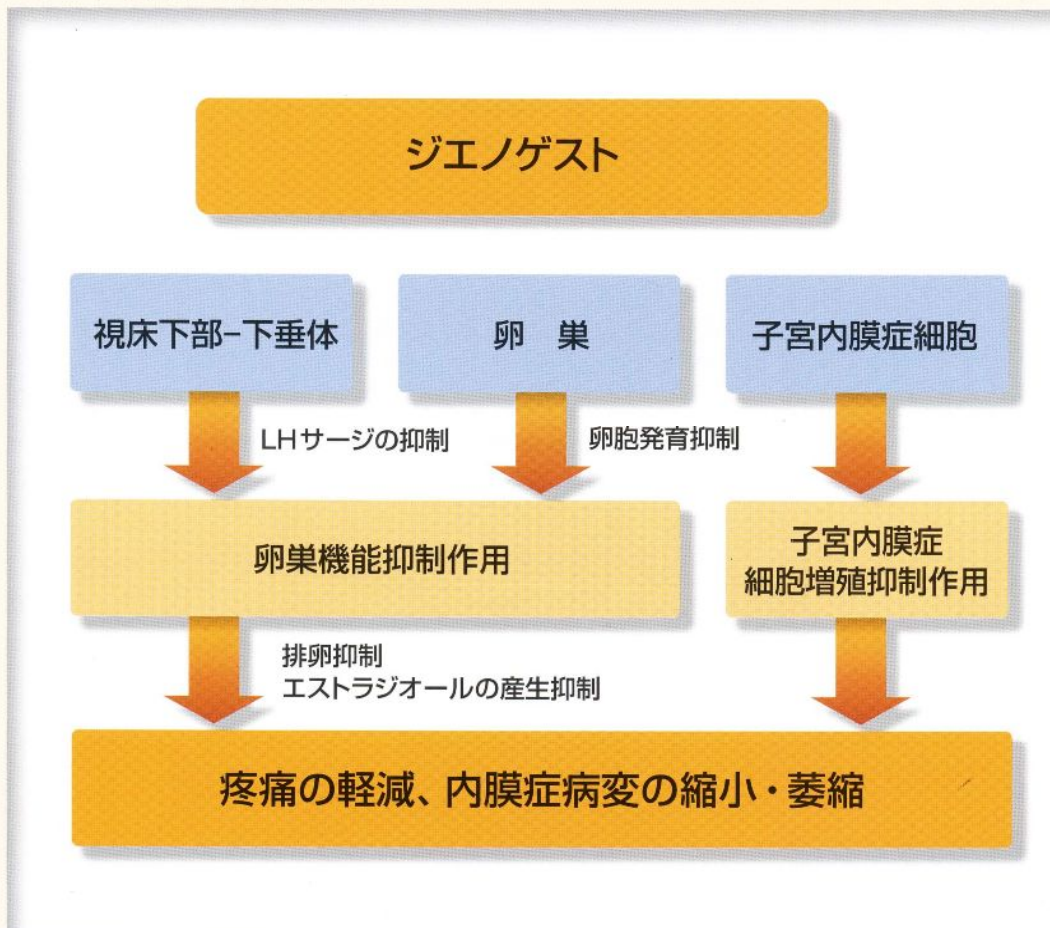 ジエノゲスト
視床下部−下垂体
卵　巣
子宮内膜症細胞
LHサージの抑制
卵胞発育抑制
卵巣機能抑制作用
子宮内膜症
細胞増殖抑制作用
排卵抑制
エストラジオールの産生抑制
疼痛の軽減、内膜症病変の縮小・萎縮